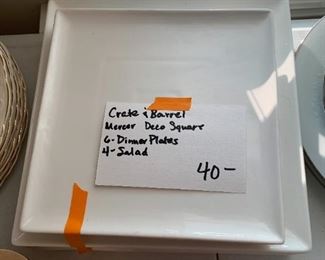 Crate & Barrel
Mercer Deco Square
6-Dinner Plates
4-Salad
40-